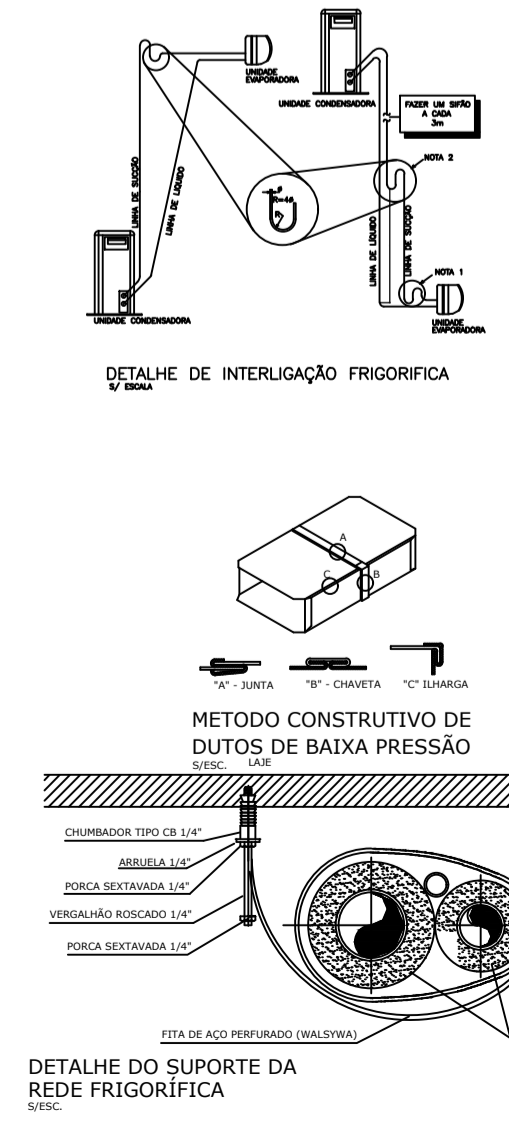 UNIDADE
EVAPORADORA
UNIDADE CONDENSADORA
FAZER UM SIFÃO
A CADA
3m
NOTA 2
LINHA DE SUCÇÃO
LINHA DE LÍQUIDO
ø
R=4ø
R
LINHA DE LÍQUIDO
LINHA DE SUCÇÃO
NOTA 1
UNIDADE CONDENSADORA
UNIDADE
EVAPORADORA
DETALHE DE INTERLIGAÇÃO FRIGORIFICA
S/ ESCALA
A
C
B
"A" - JUNTA
"B" - CHAVETA
"C" ILHARGA
METODO CONSTRUTIVO DE
DUTOS DE BAIXA PRESSÃO
S/ESC.
LAJE
CHUMBADOR TIPO CB 1/4"
ARRUELA 1/4"
PORCA SEXTAVADA 1/4"
VERGALHÃO ROSCADO 1/4"
PORCA SEXTAVADA 1/4"
FITA DE AÇO PERFURADO (WALSYWA)
DETALHE DO SUPORTE DA
REDE FRIGORÍFICA
S/ESC.